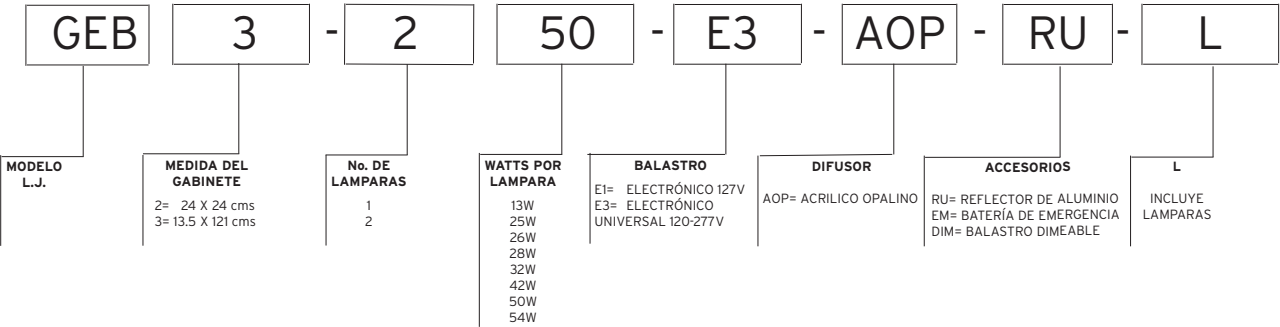 GEB 3 - 2 50 - E3 - AOP - RU - L
MODELO
L.J.
MEDIDA DEL
GABINETE
2= 24 X 24 cms
3= 13.5 X 121 cms
No. DE
LAMPARAS
1
2
WATTS POR
LAMPARA
13W
25W
26W
28W
32W
42W
50W
54W
BALASTRO
E1= ELECTRÓNICO 127V
E3= ELECTRÓNICO
UNIVERSAL 120-277V
DIFUSOR
AOP= ACRILICO OPALINO
ACCESORIOS
RU= REFLECTOR DE ALUMINIO
EM= BATERÍA DE EMERGENCIA
DIM= BALASTRO DIMEABLE
L
INCLUYE
LAMPARAS